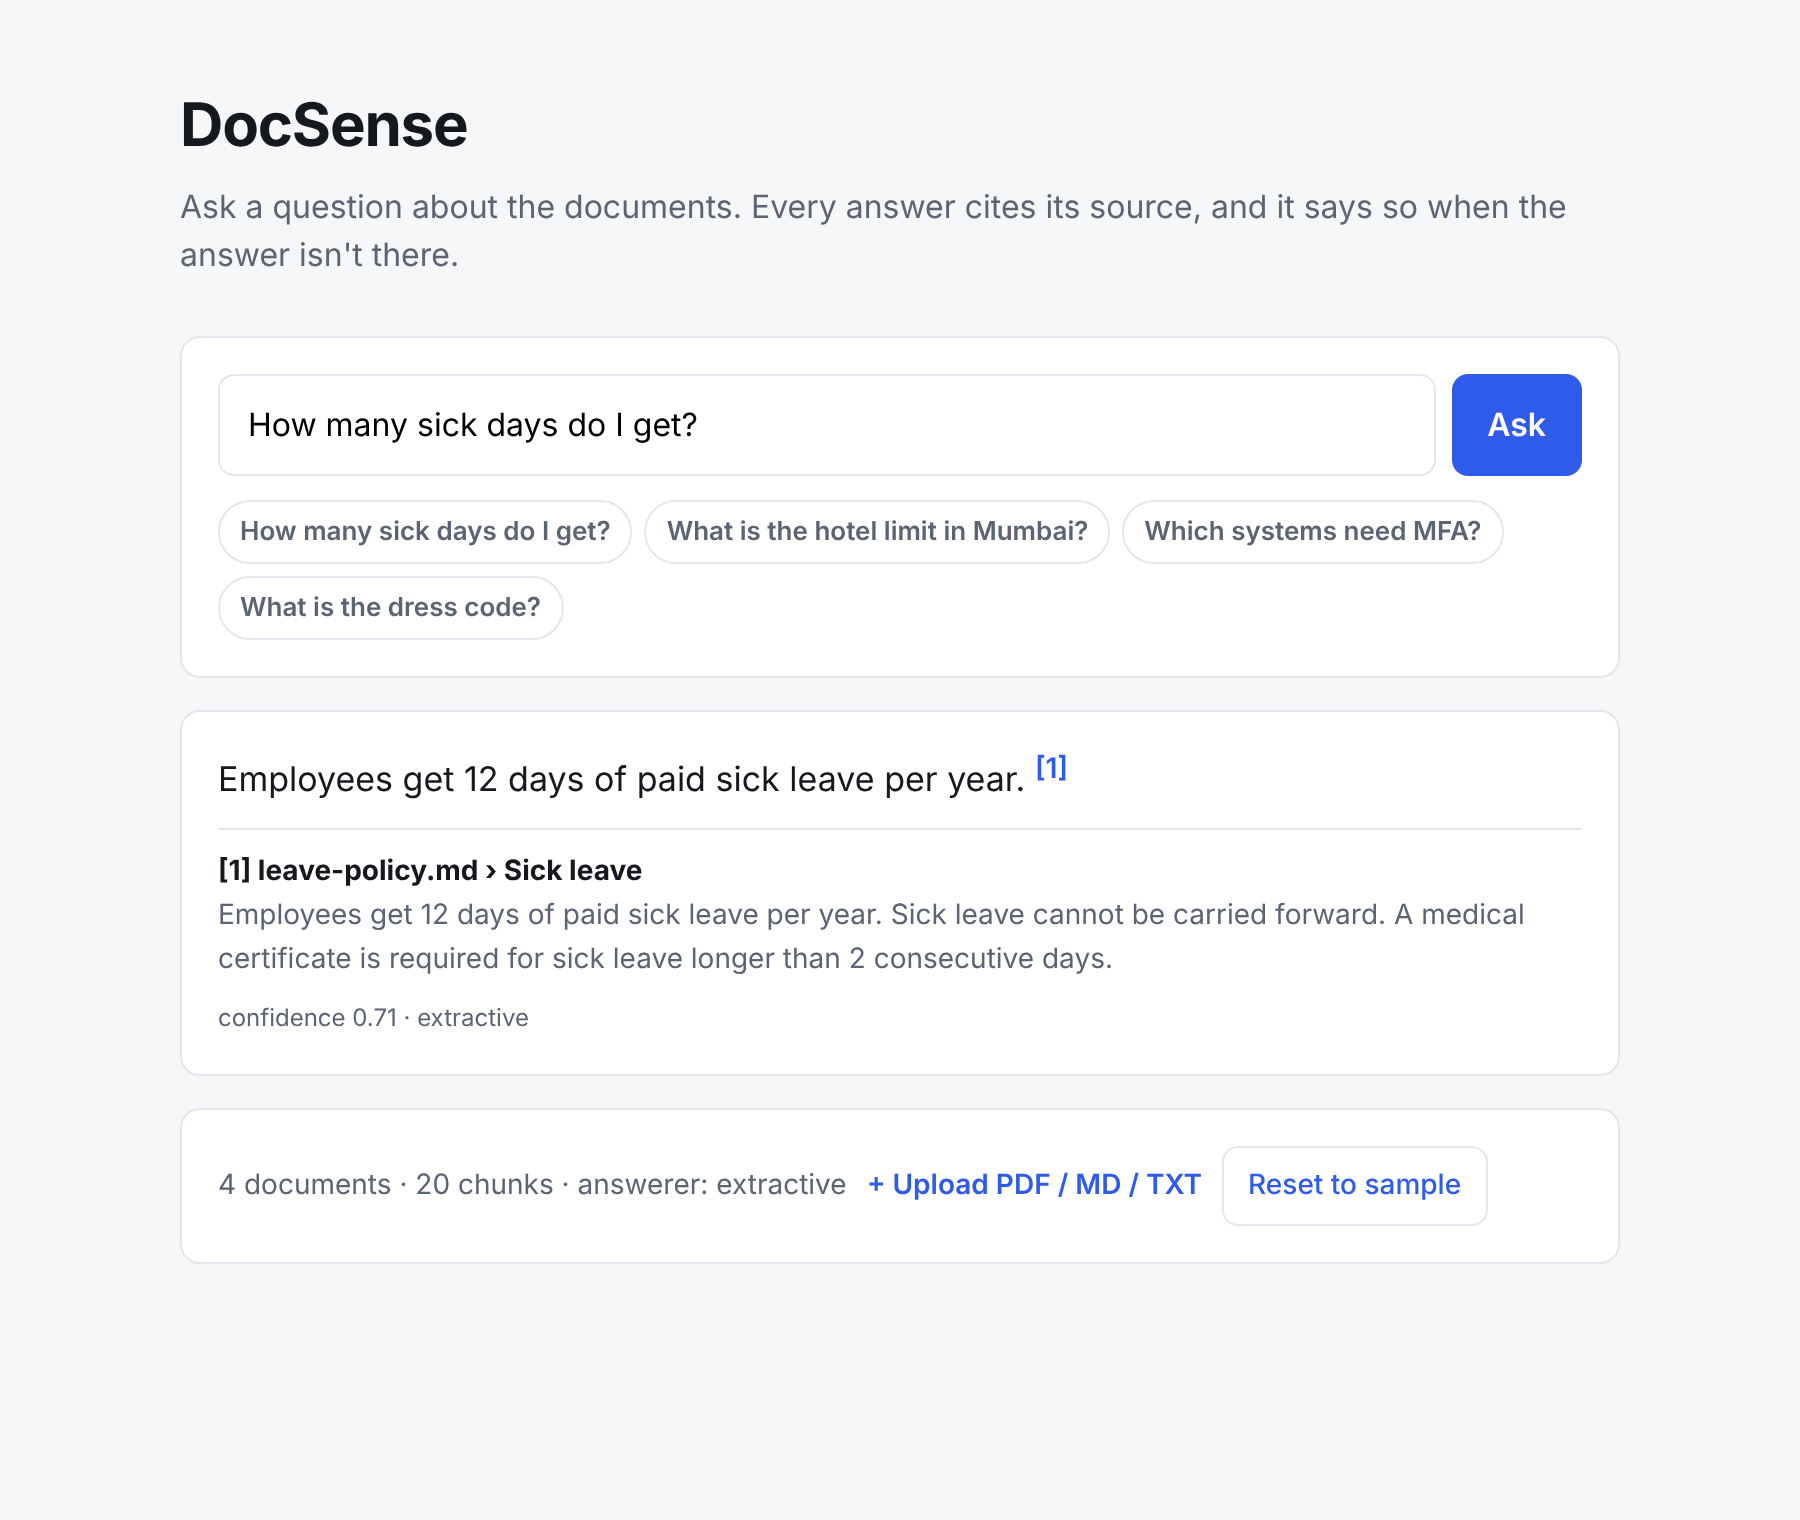 DocSense
Ask a question about the documents. Every answer cites its source, and it says so when the
answer isn't there.
How many sick days do I get?
Ask
How many sick days do I get?
What is the hotel limit in Mumbai?
Which systems need MFA?
What is the dress code?
Employees get 12 days of paid sick leave per year. [1]
[1] leave-policy.md › Sick leave
Employees get 12 days of paid sick leave per year. Sick leave cannot be carried forward. A medical
certificate is required for sick leave longer than 2 consecutive days.
confidence 0.71 · extractive
4 documents · 20 chunks · answerer: extractive + Upload PDF / MD / TXT Reset to sample